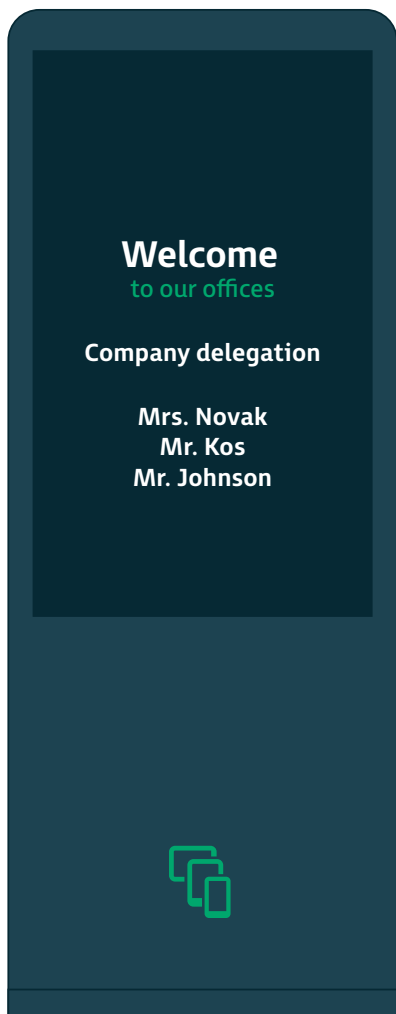 Welcome
to our offices
Company delegation
Mrs. Novak
Mr. Kos
Mr. Johnson